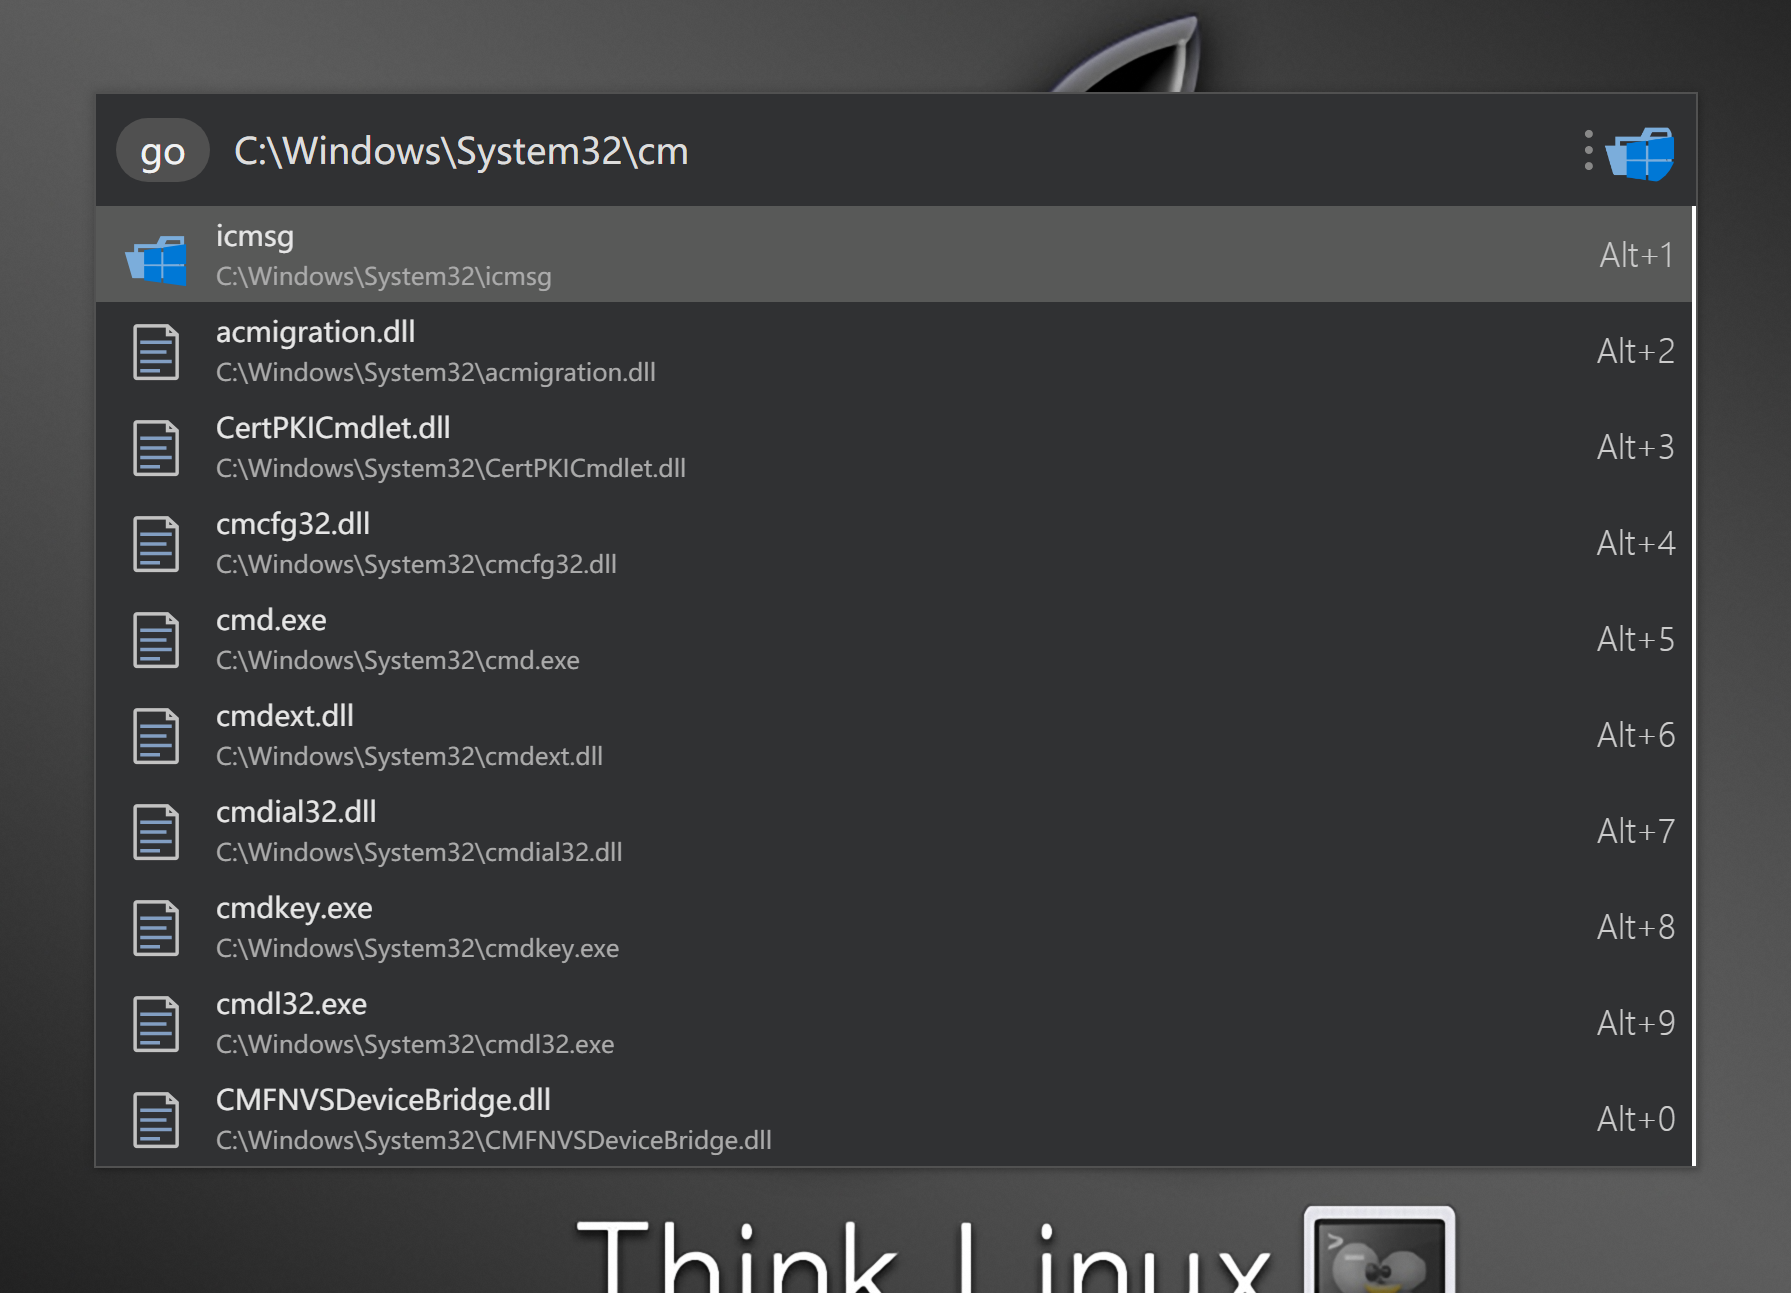 go C:\Windows\System32\cm
icmsg
C:\Windows\System32\icmsg
Alt+1
acmigration.dll
C:\Windows\System32\acmigration.dll
Alt+2
CertPKICmdlet.dll
C:\Windows\System32\CertPKICmdlet.dll
Alt+3
cmcfg32.dll
C:\Windows\System32\cmcfg32.dll
Alt+4
cmd.exe
C:\Windows\System32\cmd.exe
Alt+5
cmdext.dll
C:\Windows\System32\cmdext.dll
Alt+6
cmdial32.dll
C:\Windows\System32\cmdial32.dll
Alt+7
cmdkey.exe
C:\Windows\System32\cmdkey.exe
Alt+8
cmdl32.exe
C:\Windows\System32\cmdl32.exe
Alt+9
CMFNVSDeviceBridge.dll
C:\Windows\System32\CMFNVSDeviceBridge.dll
Alt+0
Think Linux
>_